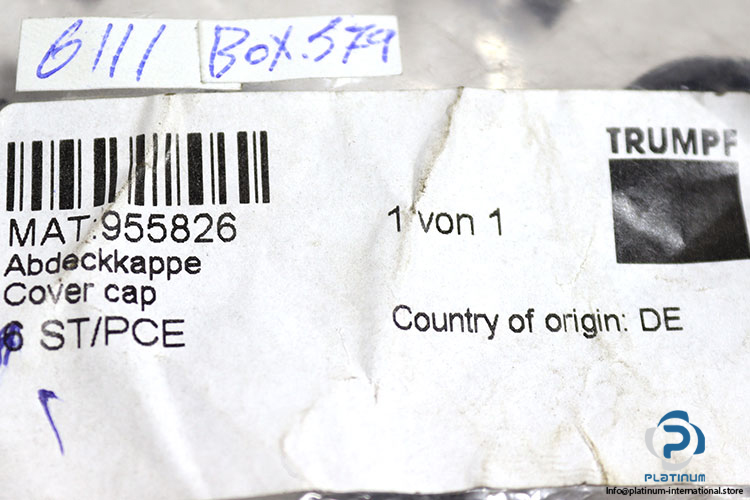 6111 Box.579
TRUMPF
MAT:955826
1 von 1
Abdeckkappe
Cover cap
6 ST/PCE
Country of origin: DE
PLATINUM
info@platinum-international.store